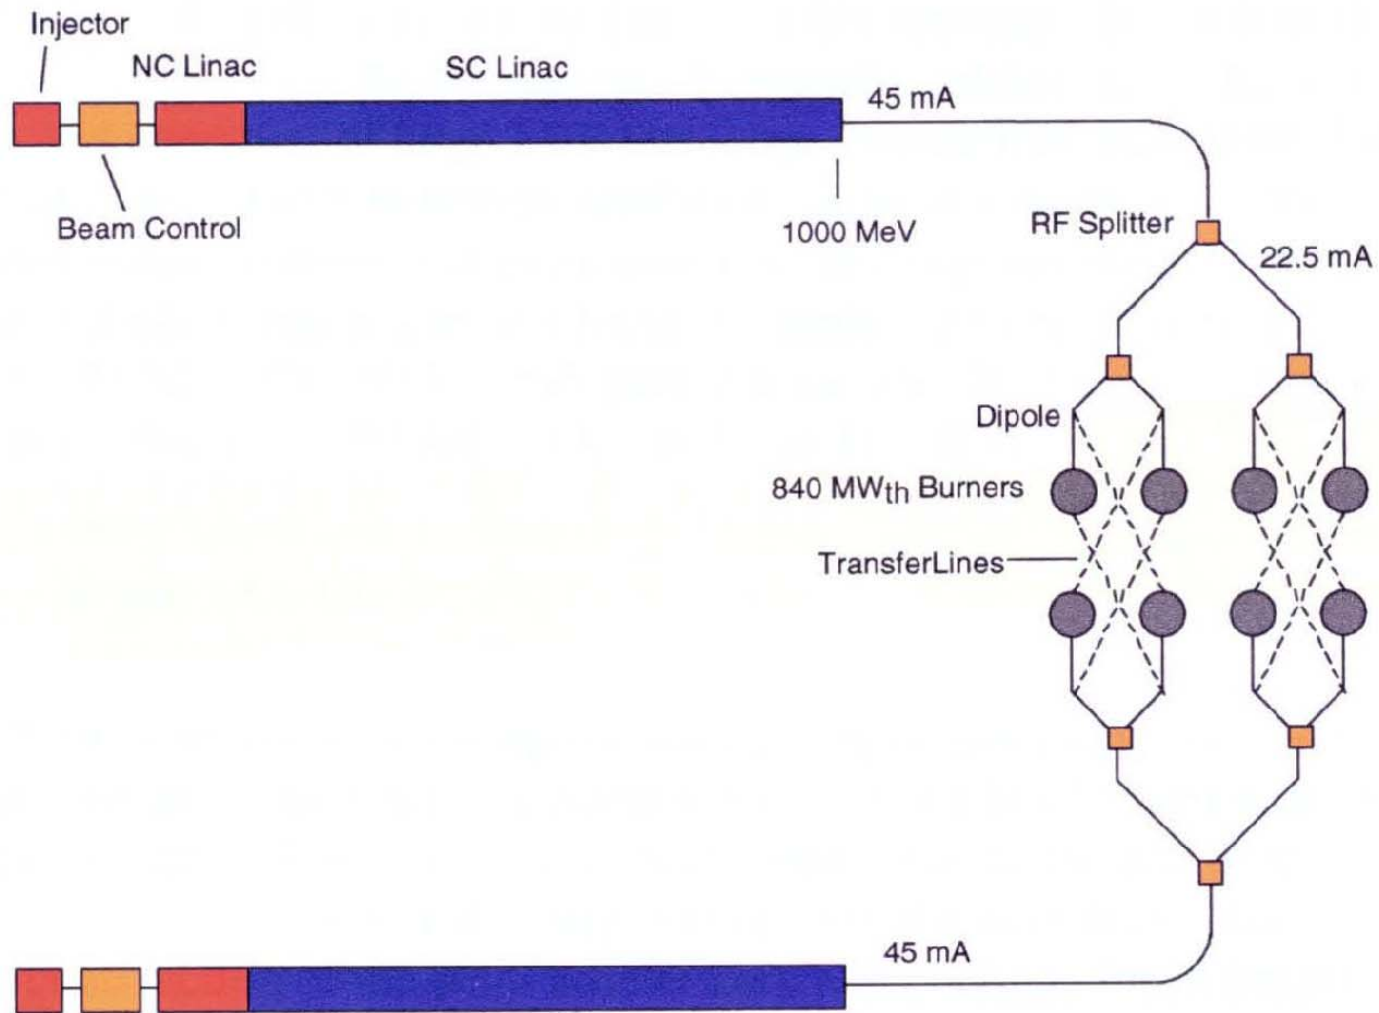 Injector
NC Linac
SC Linac
45 mA
Beam Control
1000 MeV
RF Splitter
22.5 mA
Dipole
840 MWth Burners
TransferLines
45 mA